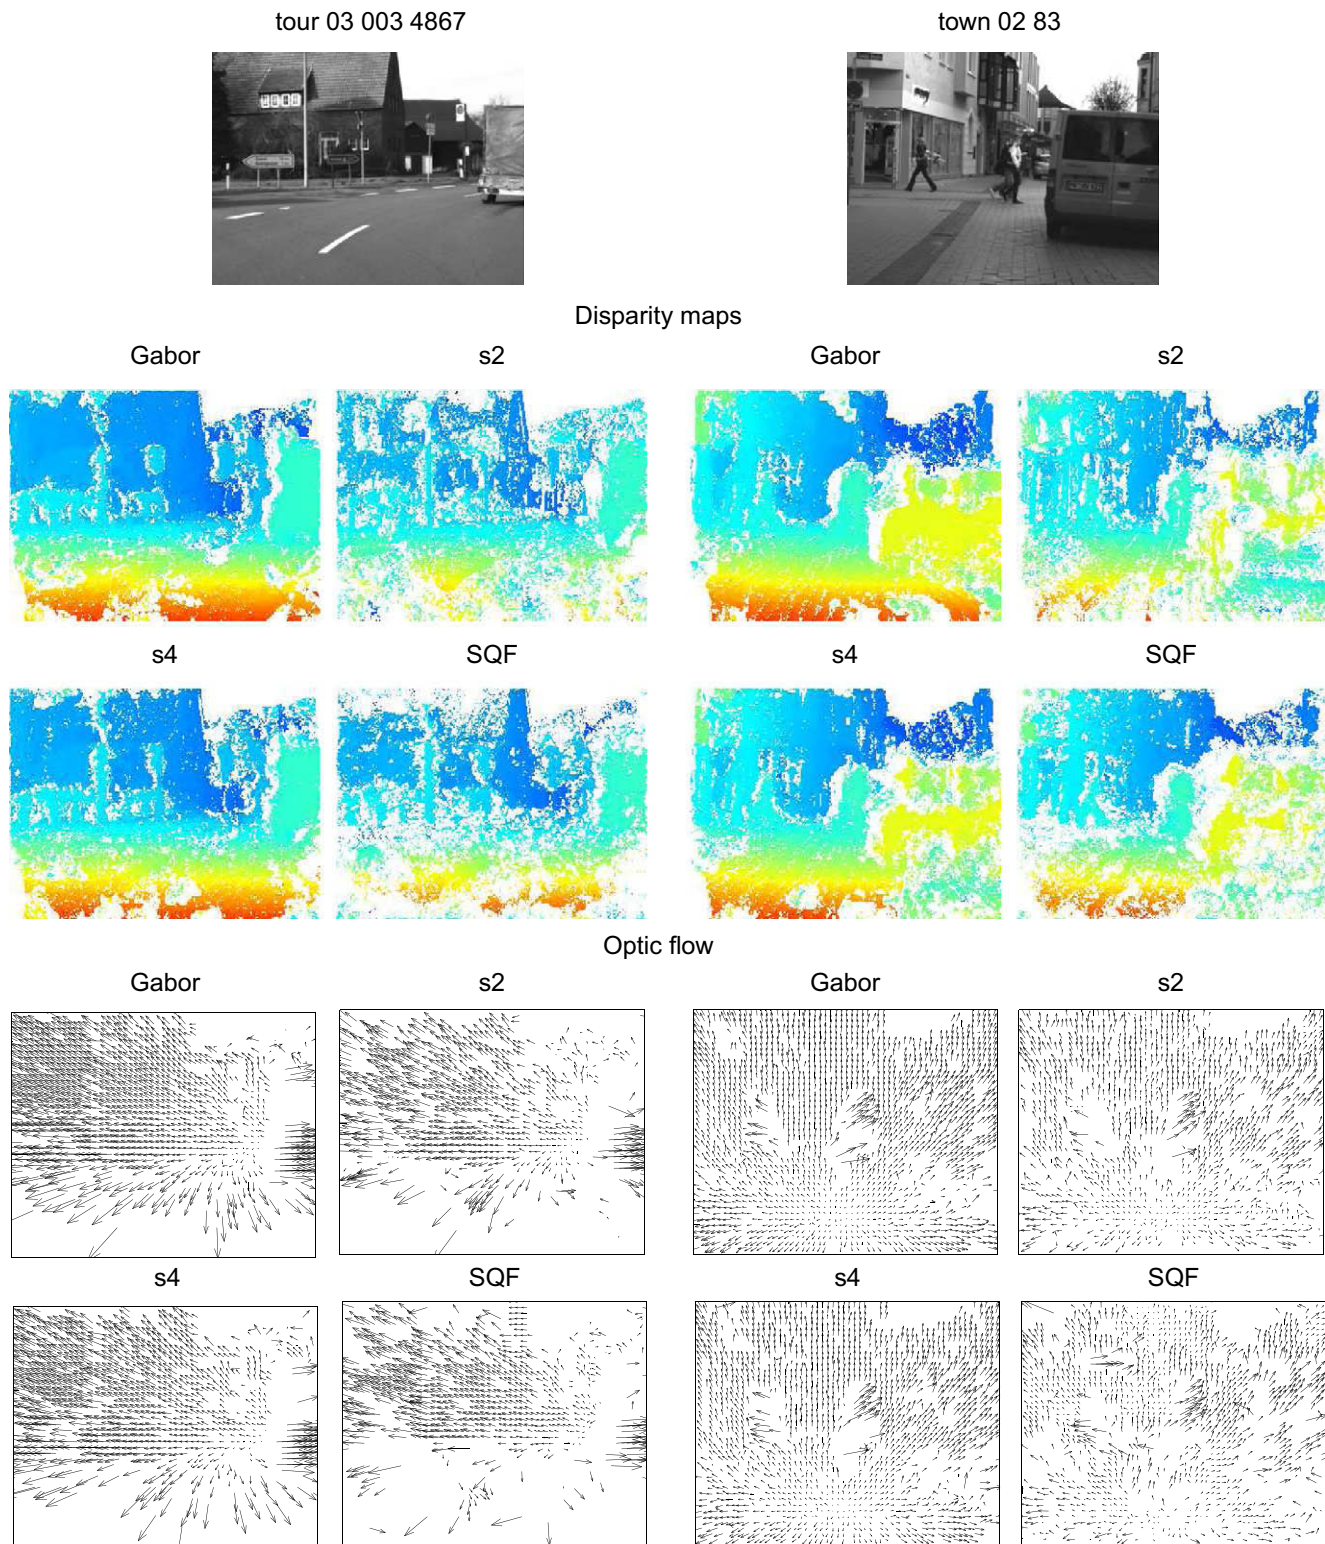 tour 03 003 4867 town 02 83
Disparity maps
Gabor s2 Gabor s2
s4 SQF s4 SQF
Optic flow
Gabor s2 Gabor s2
s4 SQF s4 SQF